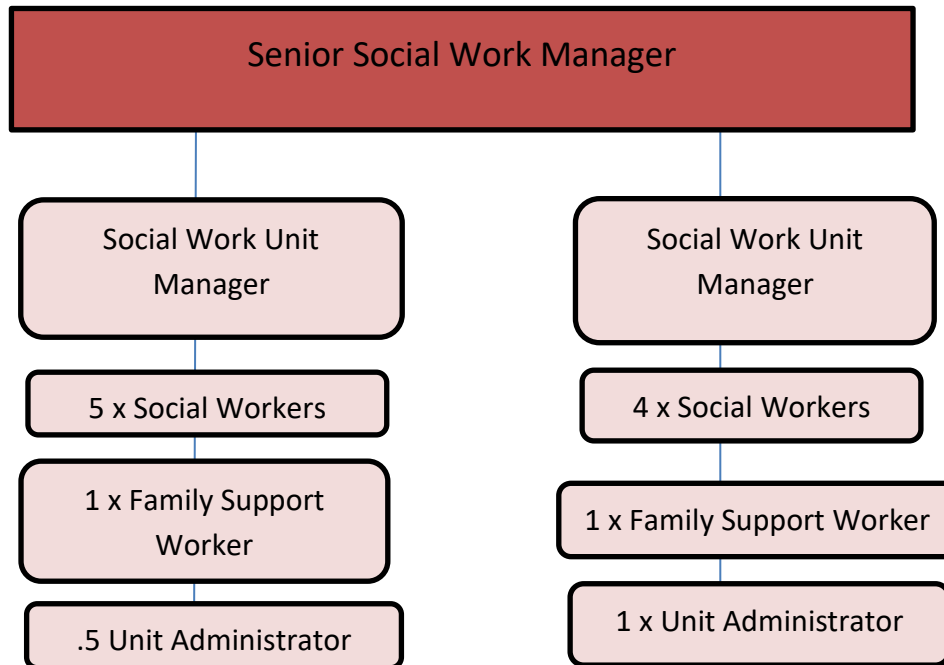 Senior Social Work Manager
Social Work Unit
Manager
5 x Social Workers
1 x Family Support
Worker
.5 Unit Administrator
Social Work Unit
Manager
4 x Social Workers
1 x Family Support Worker
1 x Unit Administrator